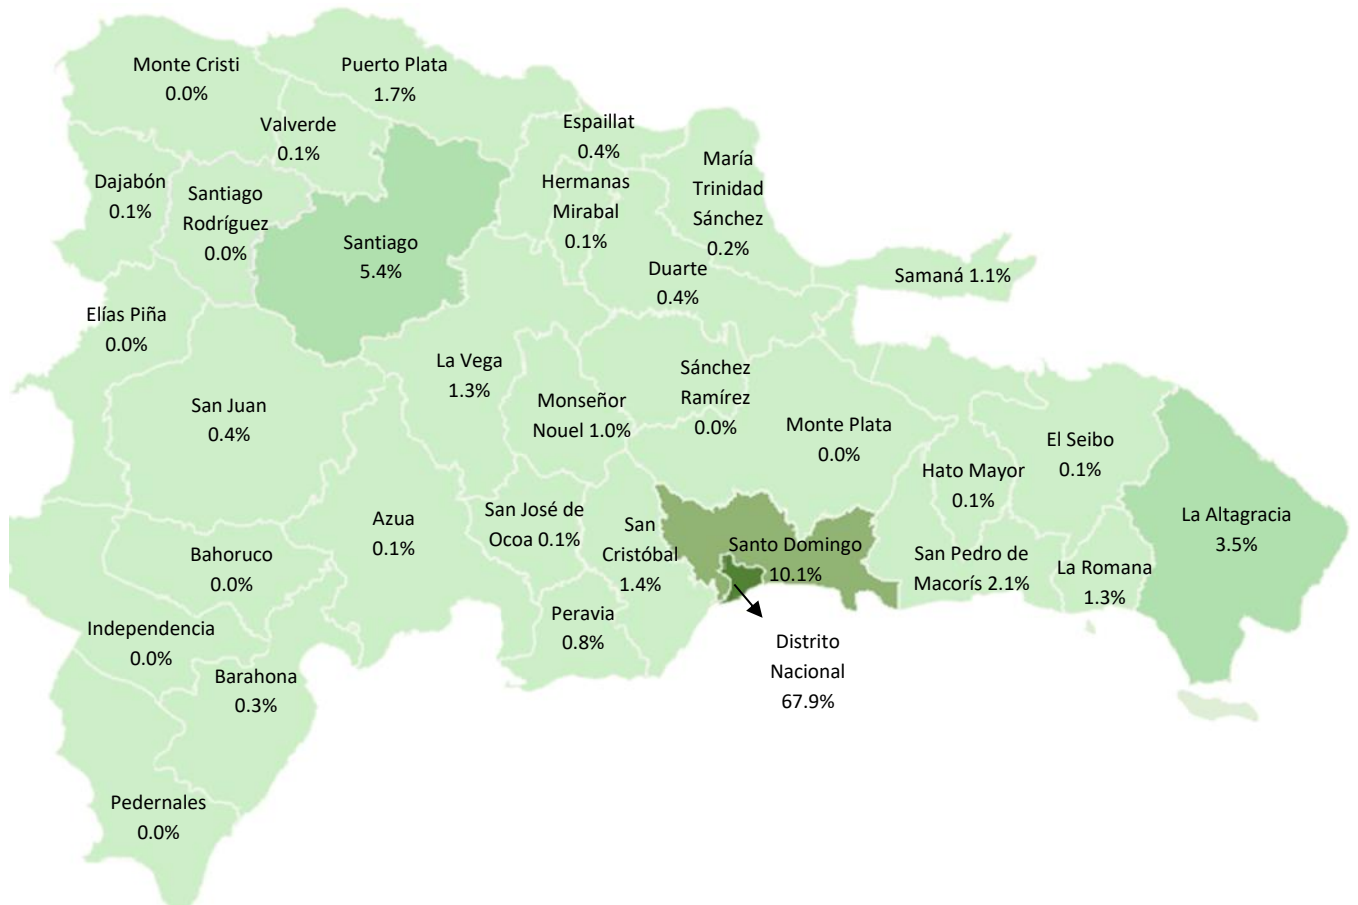 Monte Cristi
0.0%
Puerto Plata
1.7%
Valverde
0.1%
Espaillat
0.4%
María
Trinidad
Sánchez
0.2%
Dajabón
0.1%
Santiago
Rodríguez
0.0%
Hermanas
Mirabal
0.1%
Santiago
5.4%
Duarte
0.4%
Samaná 1.1%
Elías Piña
0.0%
La Vega
1.3%
Sánchez
Ramírez
0.0%
San Juan
0.4%
Monseñor
Nouel 1.0%
Monte Plata
0.0%
El Seibo
0.1%
Hato Mayor
0.1%
La Altagracia
3.5%
Azua
0.1%
San José de
Ocoa 0.1%
San
Cristóbal
1.4%
Santo Domingo
10.1%
San Pedro de
Macorís 2.1%
La Romana
1.3%
Bahoruco
0.0%
Peravia
0.8%
Independencia
0.0%
Distrito
Nacional
67.9%
Barahona
0.3%
Pedernales
0.0%